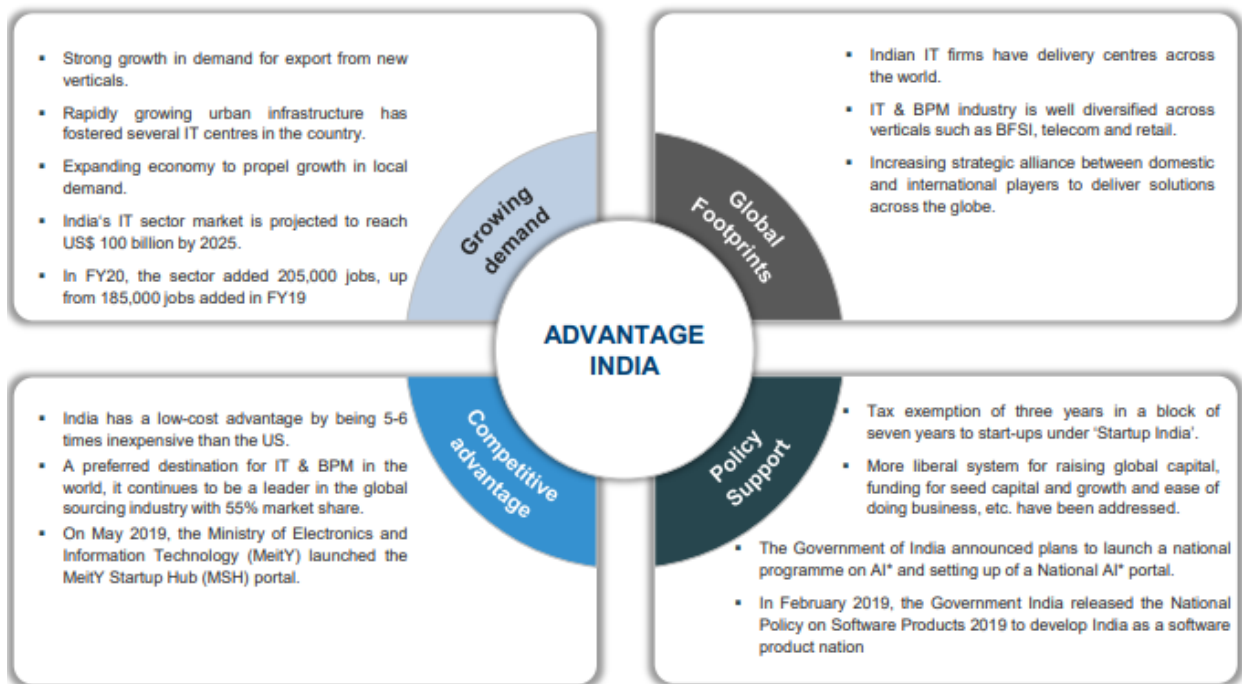 ▪ Strong growth in demand for export from new
verticals.
▪ Rapidly growing urban infrastructure has
fostered several IT centres in the country.
▪ Expanding economy to propel growth in local
demand.
▪ India's IT sector market is projected to reach
US$ 100 billion by 2025.
▪ In FY20, the sector added 205,000 jobs, up
from 185,000 jobs added in FY19
Growing
demand
▪ Indian IT firms have delivery centres across
the world.
▪ IT & BPM industry is well diversified across
verticals such as BFSI, telecom and retail.
▪ Increasing strategic alliance between domestic
and international players to deliver solutions
across the globe.
Global
Footprints
ADVANTAGE
INDIA
▪ India has a low-cost advantage by being 5-6
times inexpensive than the US.
▪ A preferred destination for IT & BPM in the
world, it continues to be a leader in the global
sourcing industry with 55% market share.
▪ On May 2019, the Ministry of Electronics and
Information Technology (MeitY) launched the
MeitY Startup Hub (MSH) portal.
Competitive
advantage
▪ Tax exemption of three years in a block of
seven years to start-ups under 'Startup India'.
▪ More liberal system for raising global capital,
funding for seed capital and growth and ease of
doing business, etc. have been addressed.
▪ The Government of India announced plans to launch a national
programme on AI* and setting up of a National AI* portal.
▪ In February 2019, the Government India released the National
Policy on Software Products 2019 to develop India as a software
product nation
Policy
Support